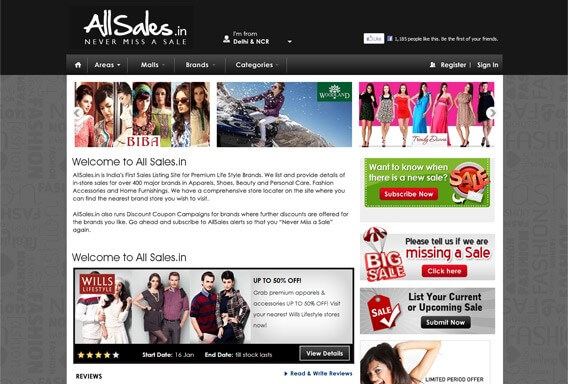 AllSales.in
NEVER MISS A SALE
I'm from
Delhi & NCR
Like
1,185 people like this. Be the first of your friends.
Areas
Malls
Brands
Categories
Register | Sign In
BIBA
WOODLAND
Trendy Divva
Welcome to All Sales.in
AllSales.in is India's First Sales Listing Site for Premium Life Style Brands. We list and provide details of
in-store sales for over 400 major brands in Apparels, Shoes, Beauty and Personal Care, Fashion
Accessories and Home Furnishings. We have a comprehensive store locator on the site where you
can find the nearest brand store you wish to visit.
AllSales.in also runs Discount Coupon Campaigns for brands where further discounts are offered for
the brands you like. Go ahead and subscribe to AllSales alerts so that you "Never Miss a Sale"
again.
Want to know
when there
is a new sale?
SALE
Subscribe Now
BIG
SALE
Please tell us if we are
missing a Sale
Click here
SALE
List Your Current
or Upcoming Sale
Submit Now
Welcome to All Sales.in
WILLS
LIFESTYLE
UP TO 50% OFF!
Grab premium apparels &
accessories UP TO 50% OFF! Visit
your nearest Wills Lifestyle stores
now!
Start Date: 16 Jan
End Date: till stock lasts
View Details
REVIEWS
Read & Write Reviews
LIMITED PERIOD OFFER